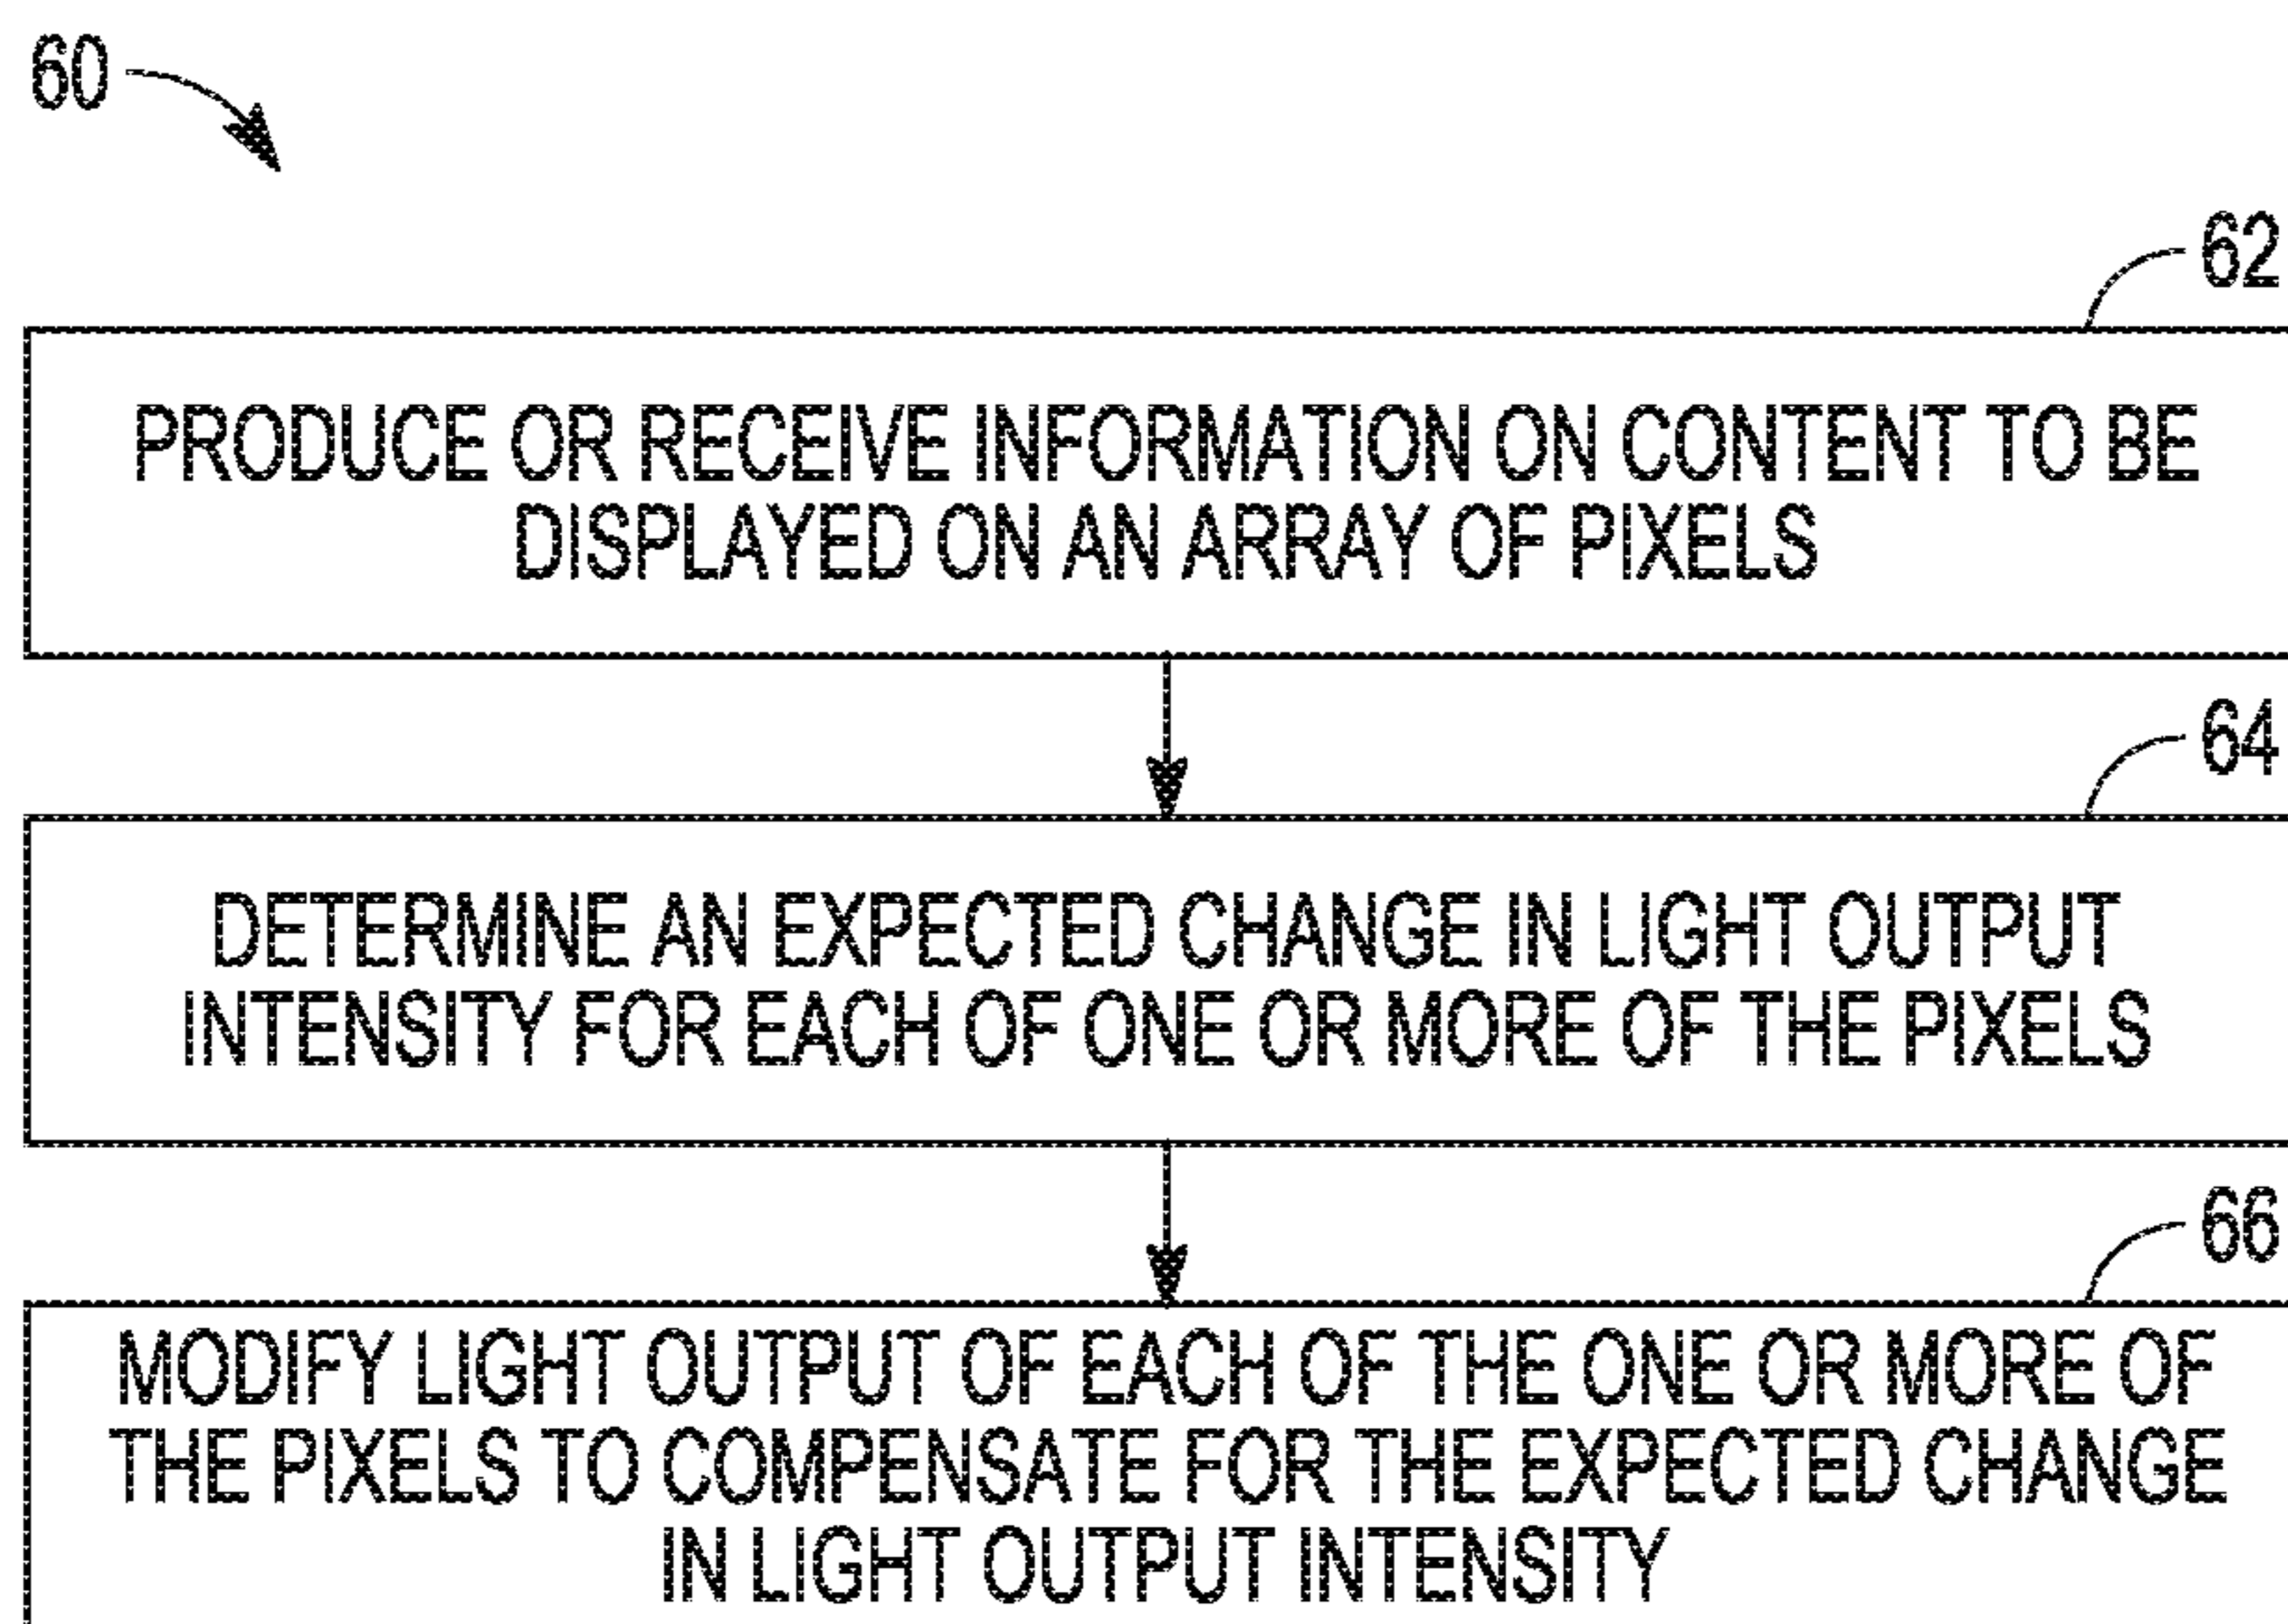 60
62
PRODUCE OR RECEIVE INFORMATION ON CONTENT TO BE
DISPLAYED ON AN ARRAY OF PIXELS
64
DETERMINE AN EXPECTED CHANGE IN LIGHT OUTPUT
INTENSITY FOR EACH OF ONE OR MORE OF THE PIXELS
66
MODIFY LIGHT OUTPUT OF EACH OF THE ONE OR MORE OF
THE PIXELS TO COMPENSATE FOR THE EXPECTED CHANGE
IN LIGHT OUTPUT INTENSITY